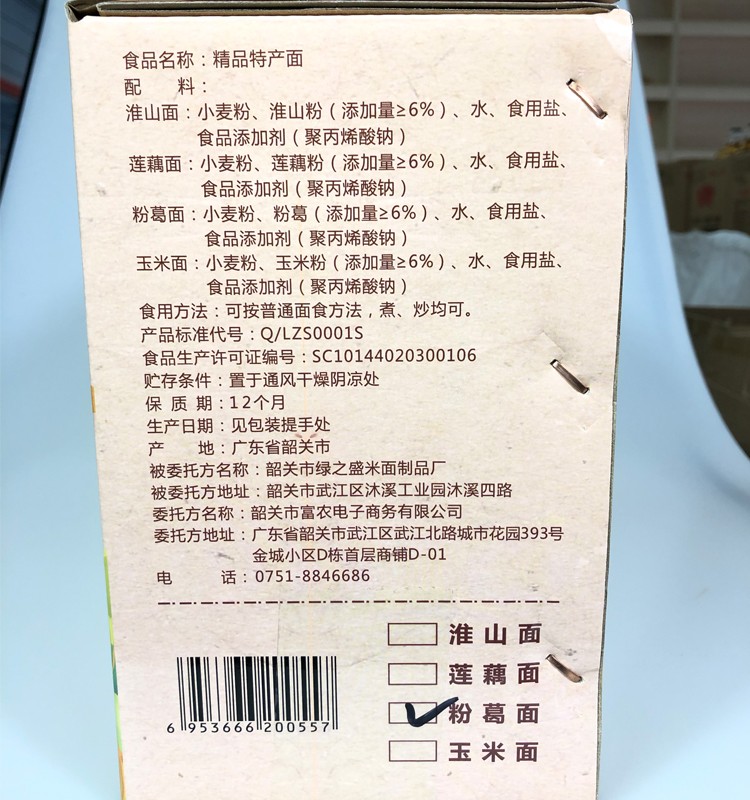 食品名称：精品特产面
配　　料：
淮山面：小麦粉、淮山粉（添加量≥6%）、水、食用盐、
食品添加剂（聚丙烯酸钠）
莲藕面：小麦粉、莲藕粉（添加量≥6%）、水、食用盐、
食品添加剂（聚丙烯酸钠）
粉葛面：小麦粉、粉葛（添加量≥6%）、水、食用盐、
食品添加剂（聚丙烯酸钠）
玉米面：小麦粉、玉米粉（添加量≥6%）、水、食用盐、
食品添加剂（聚丙烯酸钠）
食用方法：可按普通面食方法，煮、炒均可。
产品标准代号：Q/LZS0001S
食品生产许可证编号：SC10144020300106
贮存条件：置于通风干燥阴凉处
保 质 期：12个月
生产日期：见包装提手处
产　　地：广东省韶关市
被委托方名称：韶关市绿之盛米面制品厂
被委托方地址：韶关市武江区沐溪工业园沐溪四路
委托方名称：韶关市富农电子商务有限公司
委托方地址：广东省韶关市武江区武江北路城市花园393号
金城小区D栋首层商铺D-01
电　　　话：0751-8846686
淮山面
莲藕面
粉葛面
玉米面
6 953666 200557